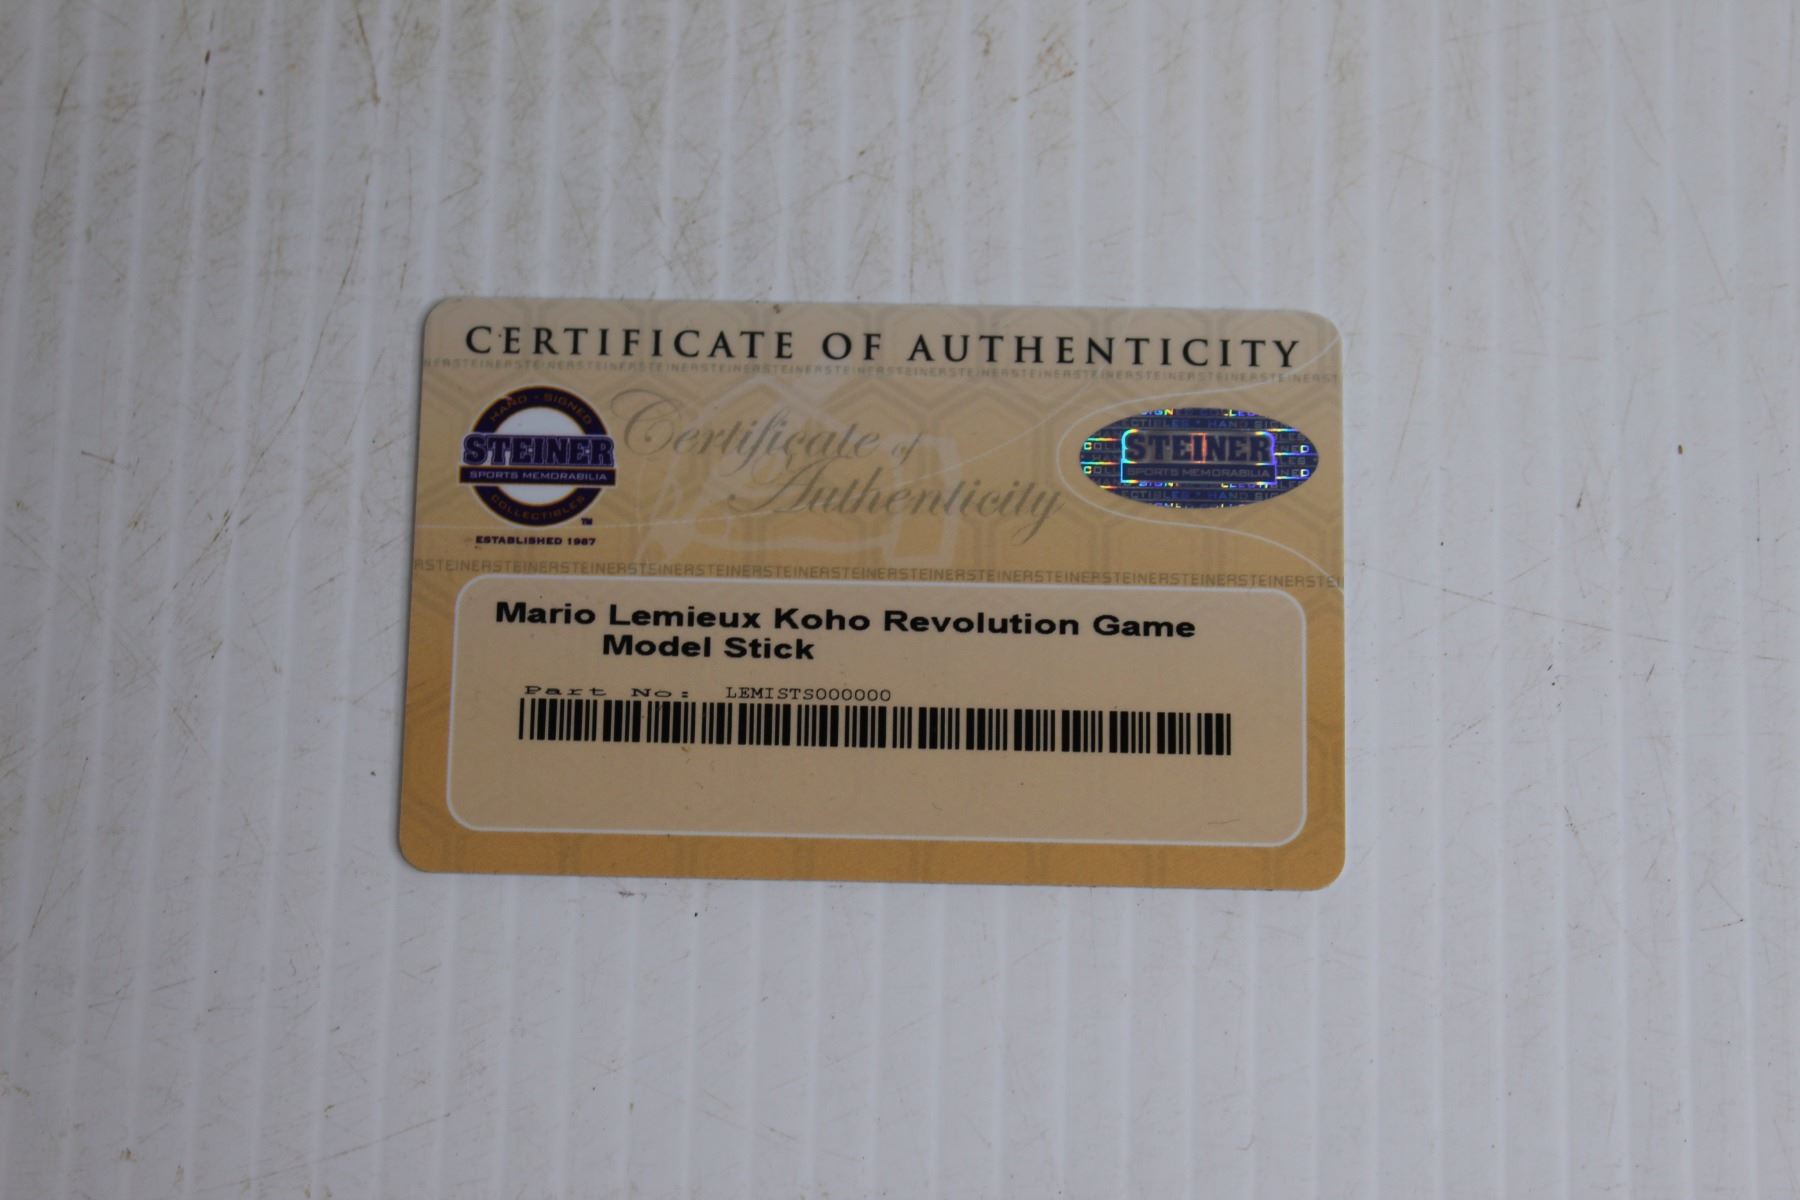 CERTIFICATE OF AUTHENTICITY
HAND - SIGNED
STEINER
SPORTS MEMORABILIA
COLLECTIBLES
TM
ESTABLISHED 1987
Certificate of
Authenticity
STEINER
SPORTS MEMORABILIA
Mario Lemieux Koho Revolution Game
Model Stick
Part No: LEMISTS000000